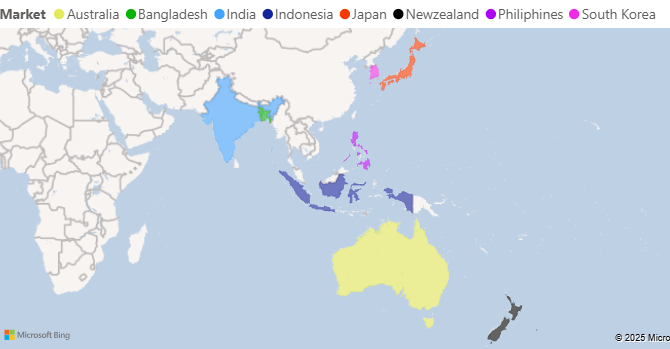 Market Australia Bangladesh India Indonesia Japan Newzealand Philiphines South Korea
Microsoft Bing
© 2025 Micro